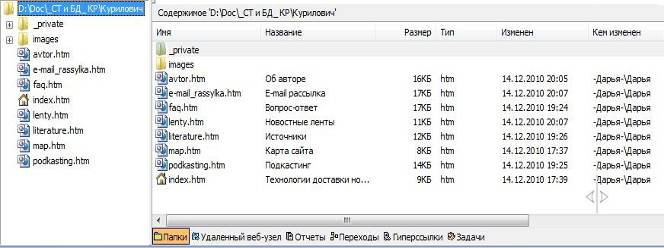 D:\Doc\_СТ и БД_ КР\Курилович\
_private
images
avtor.htm
e-mail_rassylka.htm
faq.htm
index.htm
lenty.htm
literature.htm
map.htm
podkasting.htm
Содержимое 'D:\Doc\_СТ и БД_ КР\Курилович'
Имя Название Размер Тип Изменен Кем изменен
_private
images
avtor.htm Об авторе 16КБ htm 14.12.2010 20:05 -Дарья-\Дарья
e-mail_rassylka.htm E-mail рассылка 17КБ htm 14.12.2010 20:07 -Дарья-\Дарья
faq.htm Вопрос-ответ 17КБ htm 14.12.2010 19:24 -Дарья-\Дарья
lenty.htm Новостные ленты 11КБ htm 14.12.2010 20:07 -Дарья-\Дарья
literature.htm Источники 12КБ htm 14.12.2010 19:26 -Дарья-\Дарья
map.htm Карта сайта 8КБ htm 14.12.2010 17:37 -Дарья-\Дарья
podkasting.htm Подкастинг 14КБ htm 14.12.2010 19:25 -Дарья-\Дарья
index.htm Технологии доставки но... 9КБ htm 14.12.2010 17:39 -Дарья-\Дарья
Папки Удаленный веб-узел Отчеты Переходы Гиперссылки Задачи